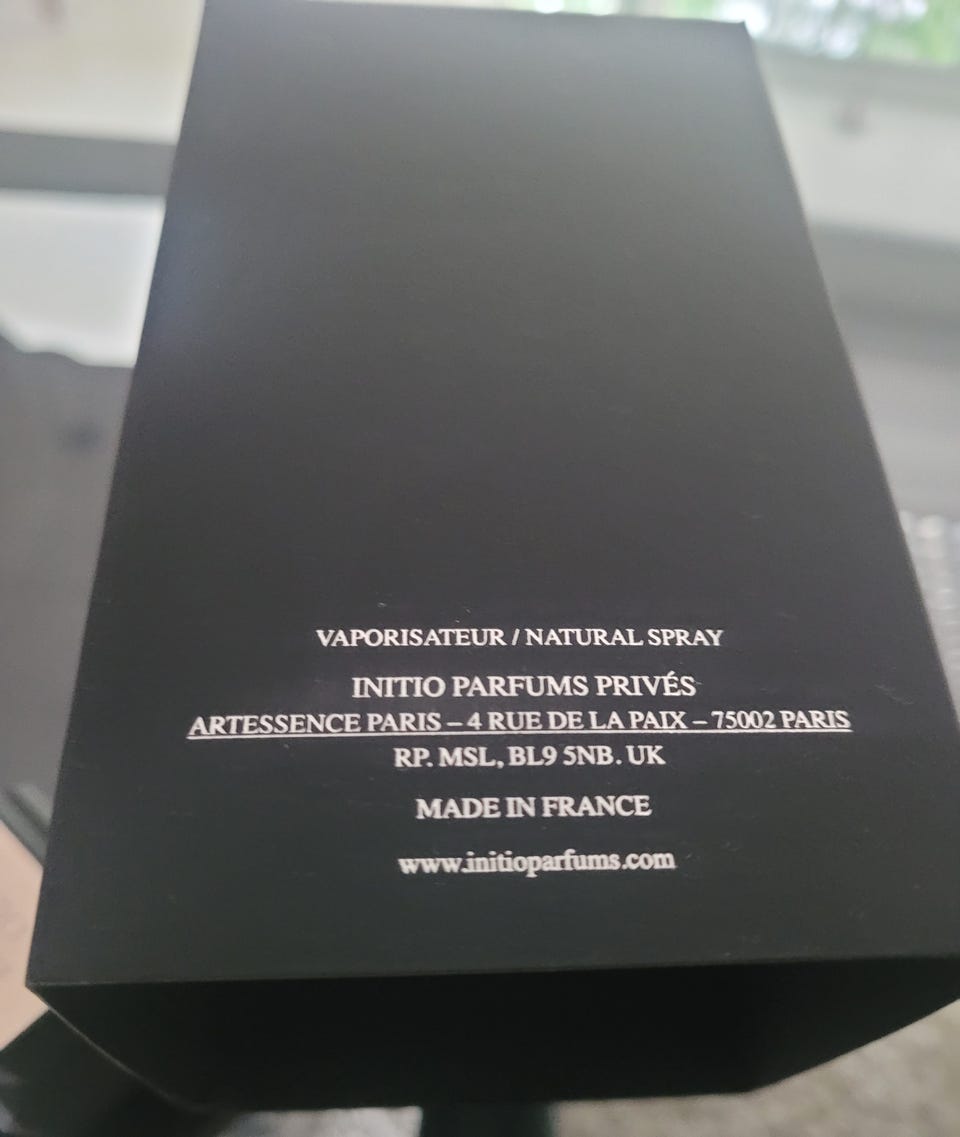 VAPORISATEUR / NATURAL SPRAY
INITIO PARFUMS PRIVÉS
ARTESSENCE PARIS – 4 RUE DE LA PAIX – 75002 PARIS
RP. MSL, BL9 5NB. UK
MADE IN FRANCE
www.initioparfums.com